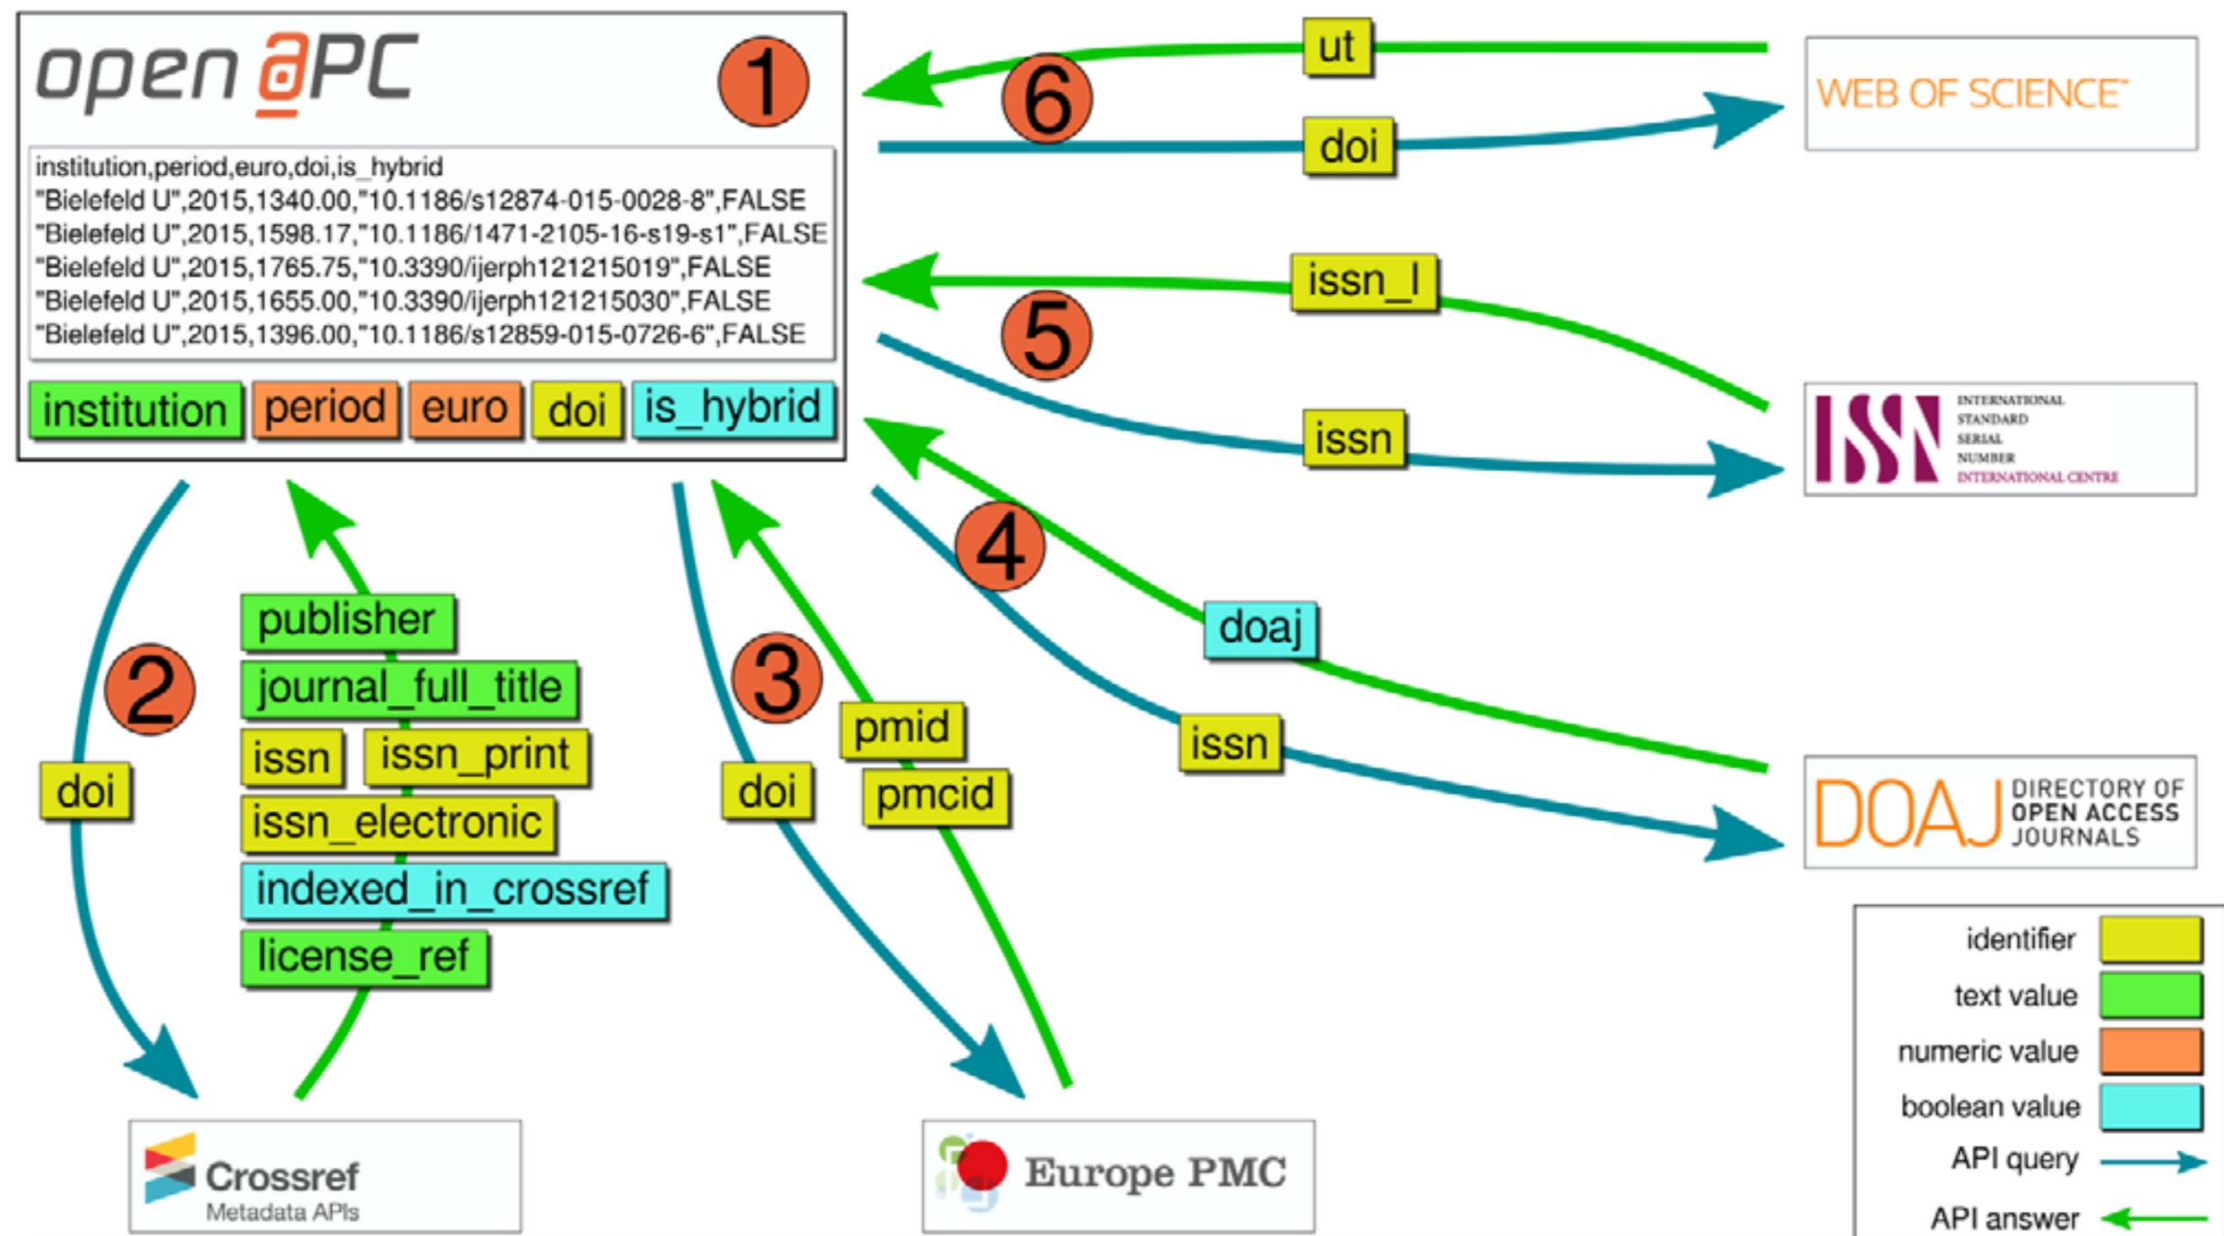 open aPC
1
institution,period,euro,doi,is_hybrid
"Bielefeld U",2015,1340.00,"10.1186/s12874-015-0028-8",FALSE
"Bielefeld U",2015,1598.17,"10.1186/1471-2105-16-s19-s1",FALSE
"Bielefeld U",2015,1765.75,"10.3390/ijerph121215019",FALSE
"Bielefeld U",2015,1655.00,"10.3390/ijerph121215030",FALSE
"Bielefeld U",2015,1396.00,"10.1186/s12859-015-0726-6",FALSE
institution period euro doi is_hybrid
ut
6
doi
WEB OF SCIENCE™
issn_l
5
issn
ISSN
INTERNATIONAL
STANDARD
SERIAL
NUMBER
INTERNATIONAL CENTRE
4
doaj
issn
DOAJ
DIRECTORY OF
OPEN ACCESS
JOURNALS
2
doi
publisher
journal_full_title
issn issn_print
issn_electronic
indexed_in_crossref
license_ref
3
doi
pmid
pmcid
Crossref
Metadata APIs
Europe PMC
identifier
text value
numeric value
boolean value
API query
API answer